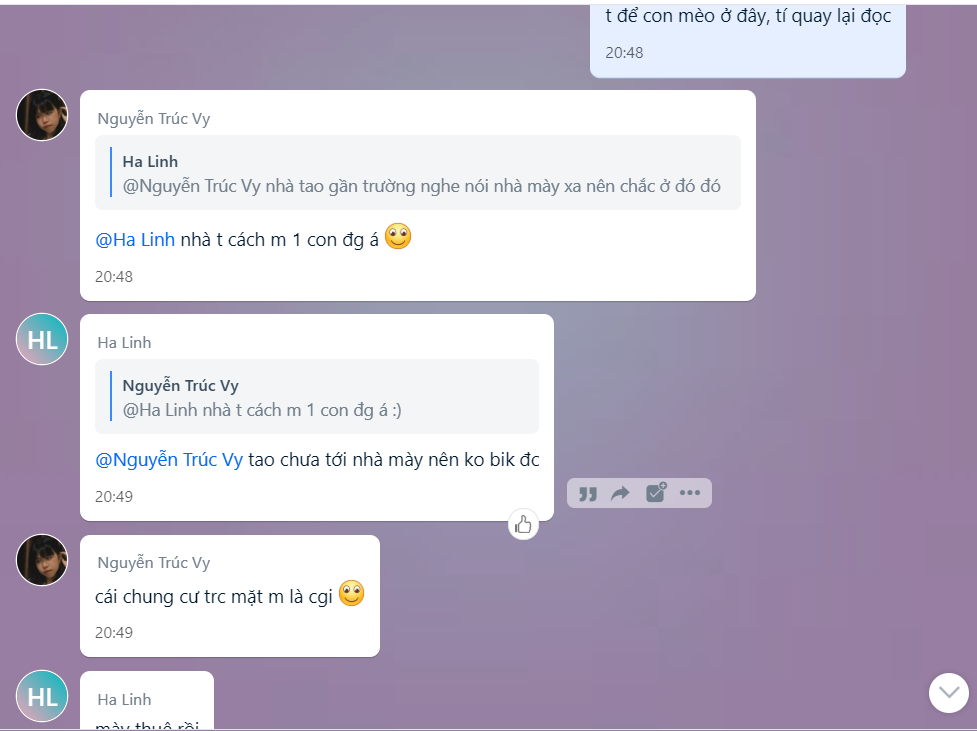 t để con mèo ở đây, tí quay lại đọc
20:48
Nguyễn Trúc Vy
Ha Linh
@Nguyễn Trúc Vy nhà tao gần trường nghe nói nhà mày xa nên chắc ở đó đó
@Ha Linh nhà t cách m 1 con đg á
20:48
HL
Ha Linh
Nguyễn Trúc Vy
@Ha Linh nhà t cách m 1 con đg á :)
@Nguyễn Trúc Vy tao chưa tới nhà mày nên ko bik đc
20:49
Nguyễn Trúc Vy
cái chung cư trc mặt m là cgi
20:49
HL
Ha Linh
mày thuê rồi